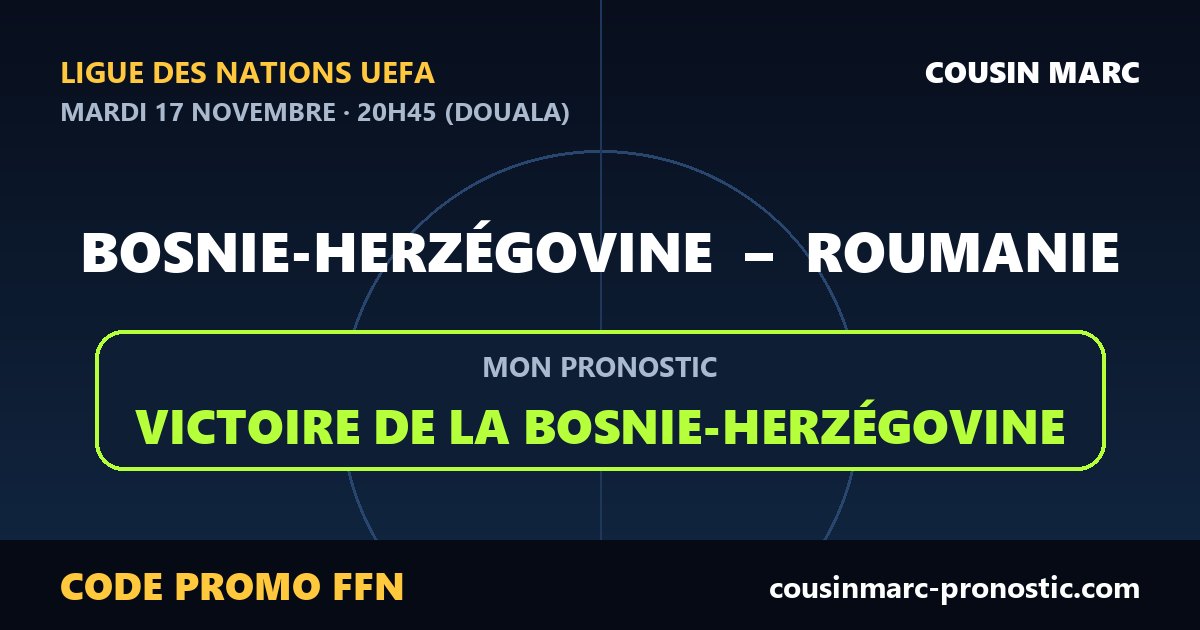 LIGUE DES NATIONS UEFA
COUSIN MARC
MARDI 17 NOVEMBRE · 20H45 (DOUALA)
BOSNIE-HERZÉGOVINE – ROUMANIE
MON PRONOSTIC
VICTOIRE DE LA BOSNIE-HERZÉGOVINE
CODE PROMO FFN
cousinmarc-pronostic.com